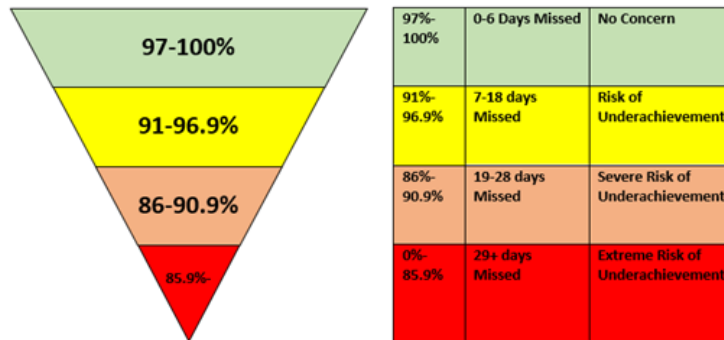 97-100%
91-96.9%
86-90.9%
85.9%-
97%-
100%
0-6 Days Missed
No Concern
91%-
96.9%
7-18 days
Missed
Risk of
Underachievement
86%-
90.9%
19-28 days
Missed
Severe Risk of
Underachievement
0%-
85.9%
29+ days
Missed
Extreme Risk of
Underachievement